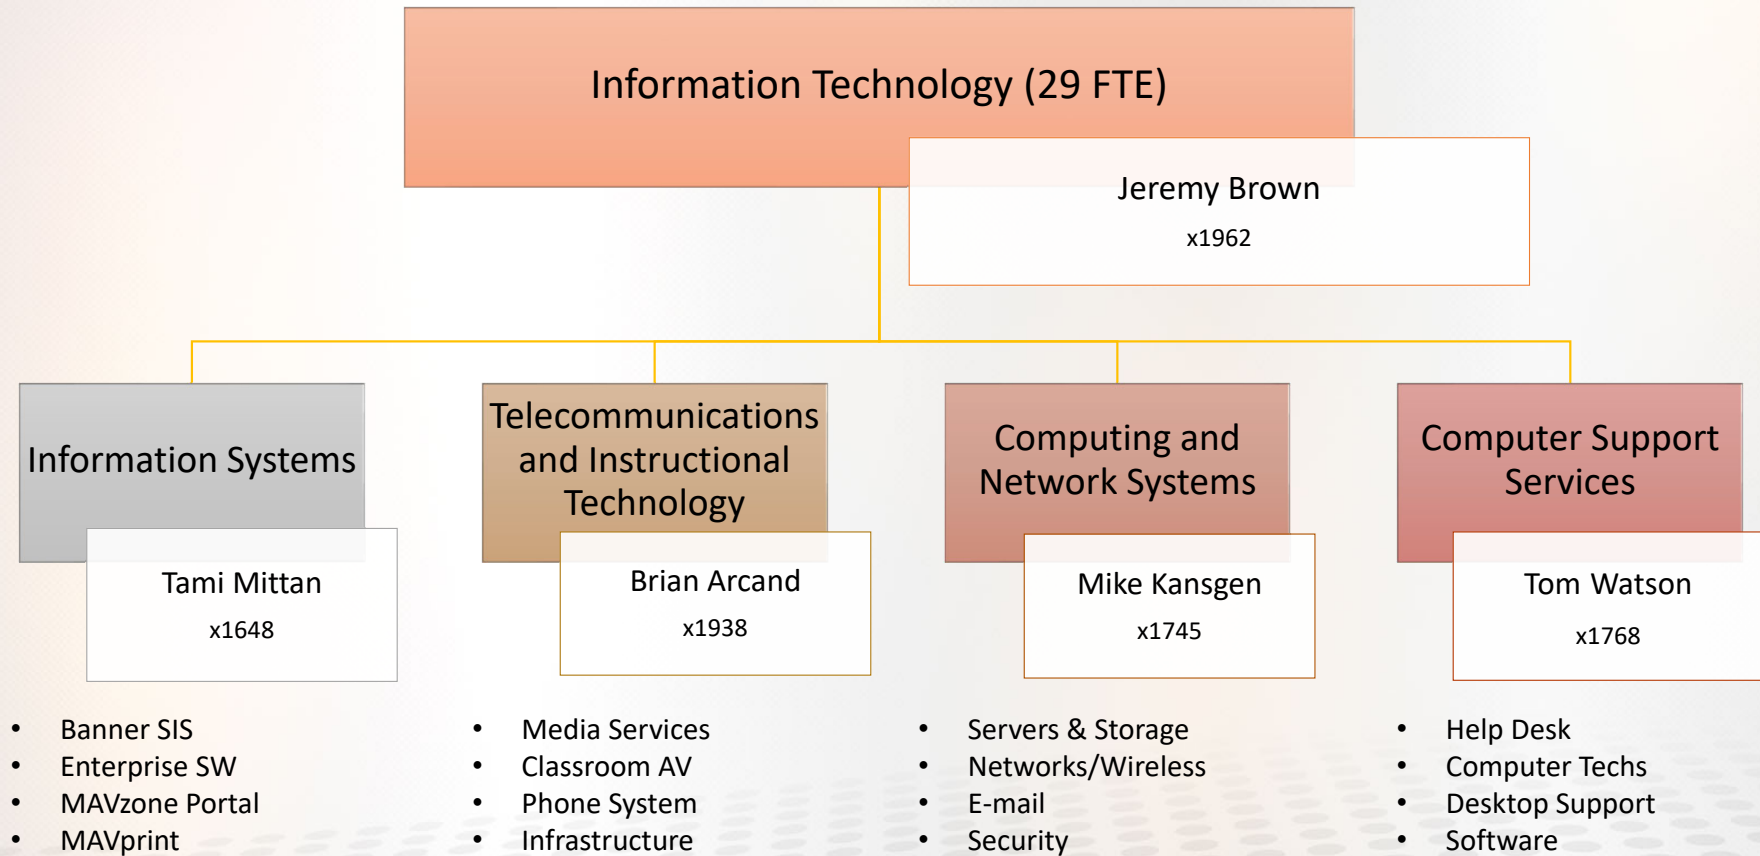 Information Technology (29 FTE)
Jeremy Brown
x1962
Information Systems
Tami Mittan
x1648
Telecommunications
and Instructional
Technology
Brian Arcand
x1938
Computing and
Network Systems
Mike Kansgen
x1745
Computer Support
Services
Tom Watson
x1768
• Banner SIS
• Enterprise SW
• MAVzone Portal
• MAVprint
• Media Services
• Classroom AV
• Phone System
• Infrastructure
• Servers & Storage
• Networks/Wireless
• E-mail
• Security
• Help Desk
• Computer Techs
• Desktop Support
• Software